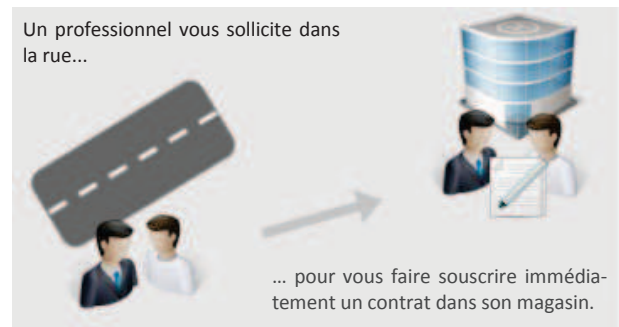 Un professionnel vous sollicite dans
la rue...
... pour vous faire souscrire immédia-
tement un contrat dans son magasin.